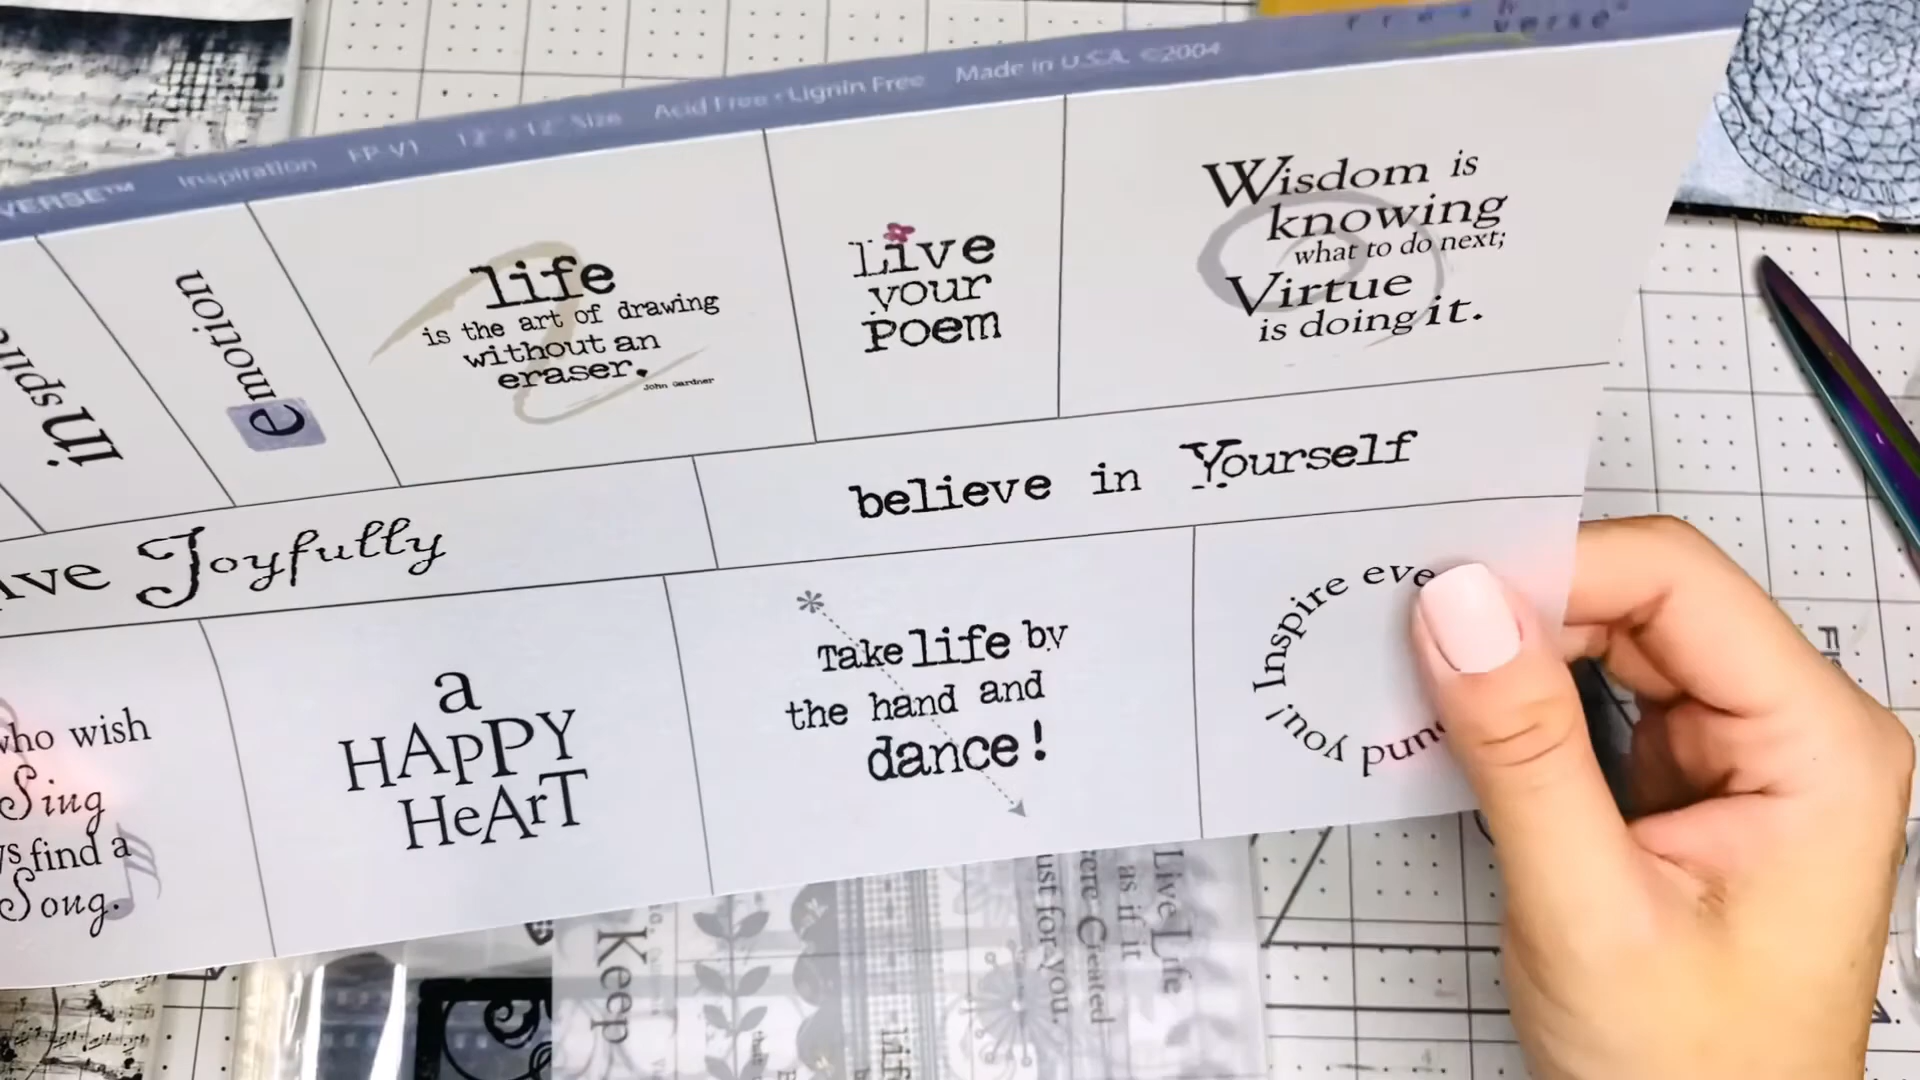 VERSE™ Inspiration FP-V1 12" x 12" Size Acid Free • Lignin Free Made in U.S.A. ©2004
fresh verse
inspire
emotion
life
is the art of drawing
without an
eraser.
John Gardner
Live
your
Poem
Wisdom is
knowing
what to do next;
Virtue
is doing it.
Joyfully
believe in Yourself
who wish
Sing
find a
Song.
a
HAPPY
HeArT
Take life by
the hand and
dance!
Inspire
you!
Keep
Live Life
as if it
were Created
just for you.